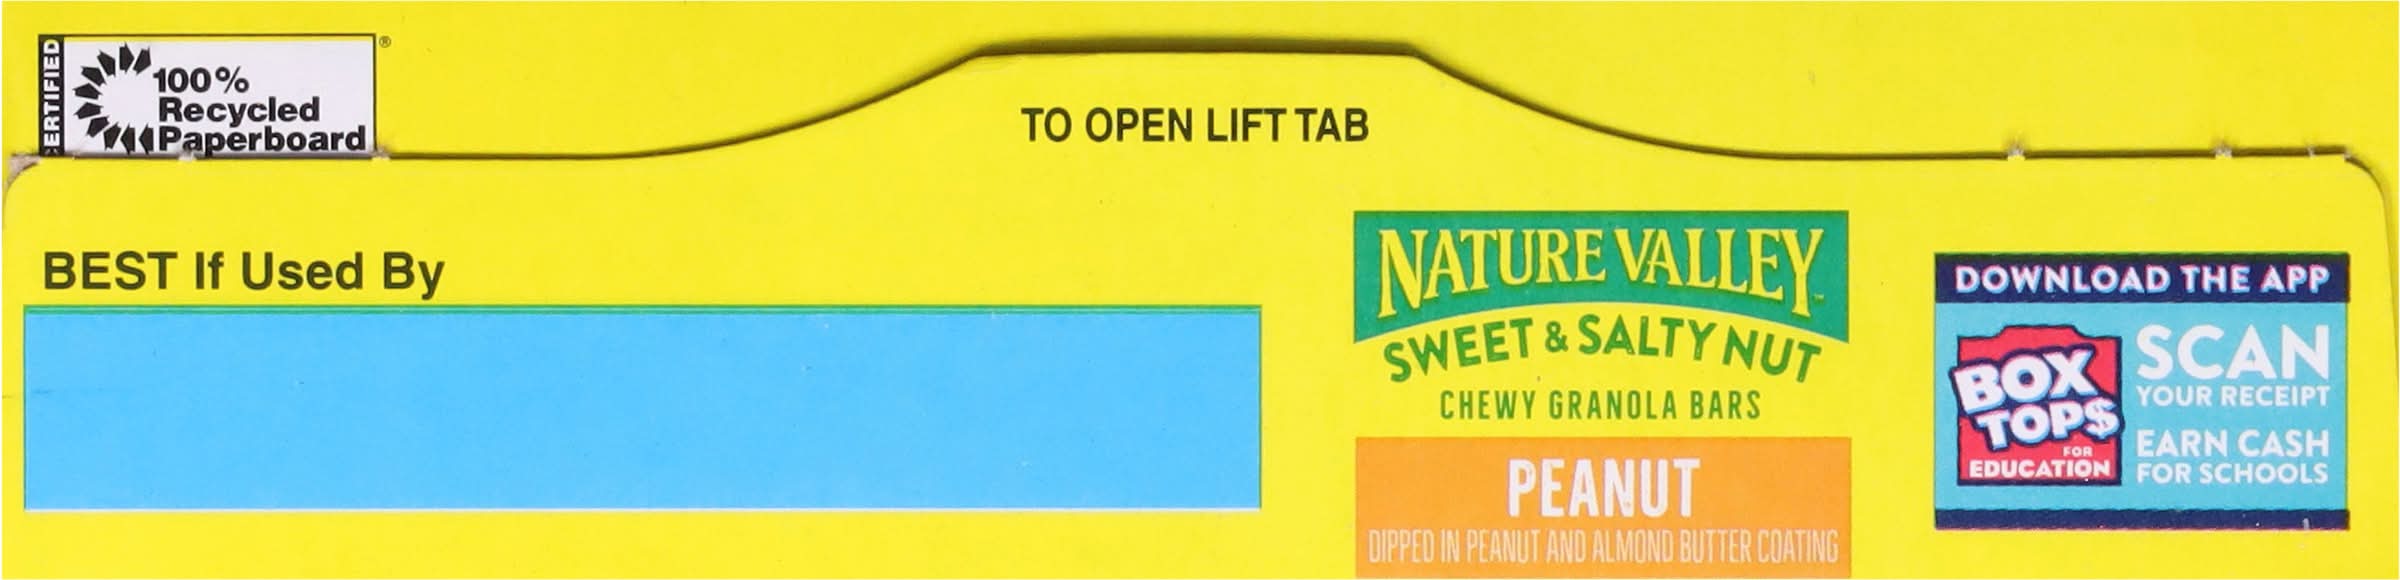 CERTIFIED
100%
Recycled
Paperboard
®
TO OPEN LIFT TAB
BEST If Used By
NATURE VALLEY™
SWEET & SALTY NUT
CHEWY GRANOLA BARS
PEANUT
DIPPED IN PEANUT AND ALMOND BUTTER COATING
DOWNLOAD THE APP
BOX
TOP$
FOR
EDUCATION
SCAN
YOUR RECEIPT
EARN CASH
FOR SCHOOLS